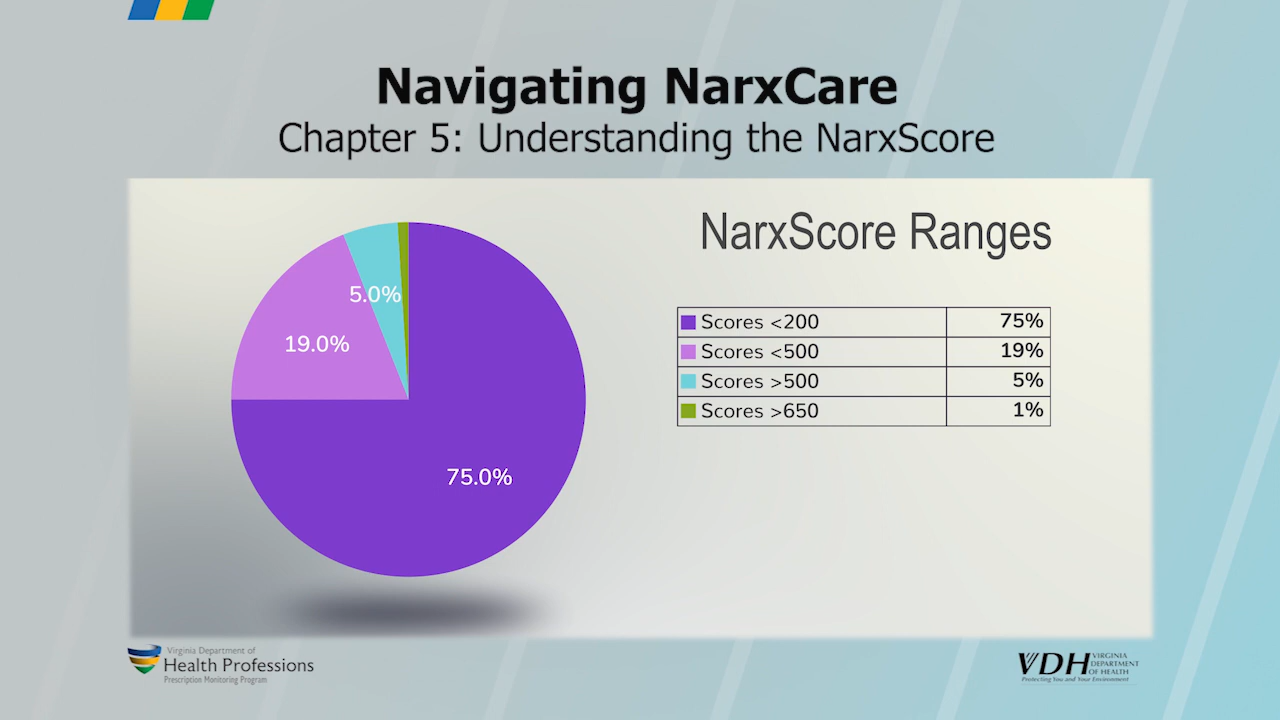 Navigating NarxCare
Chapter 5: Understanding the NarxScore
NarxScore Ranges
5.0%
19.0%
75.0%
Scores <200 75%
Scores <500 19%
Scores >500 5%
Scores >650 1%
Virginia Department of
Health Professions
Prescription Monitoring Program
VDH VIRGINIA
DEPARTMENT
OF HEALTH
Protecting You and Your Environment